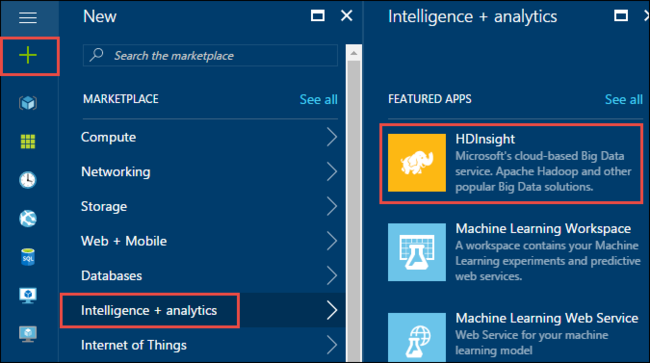 New
Search the marketplace
MARKETPLACE
See all
Compute
Networking
Storage
Web + Mobile
Databases
Intelligence + analytics
Internet of Things
Intelligence + analytics
FEATURED APPS
See all
HDInsight
Microsoft's cloud-based Big Data
service. Apache Hadoop and other
popular Big Data solutions.
Machine Learning Workspace
A workspace contains your Machine
Learning experiments and predictive
web services.
Machine Learning Web Service
Web Service for your machine
learning model
SQL